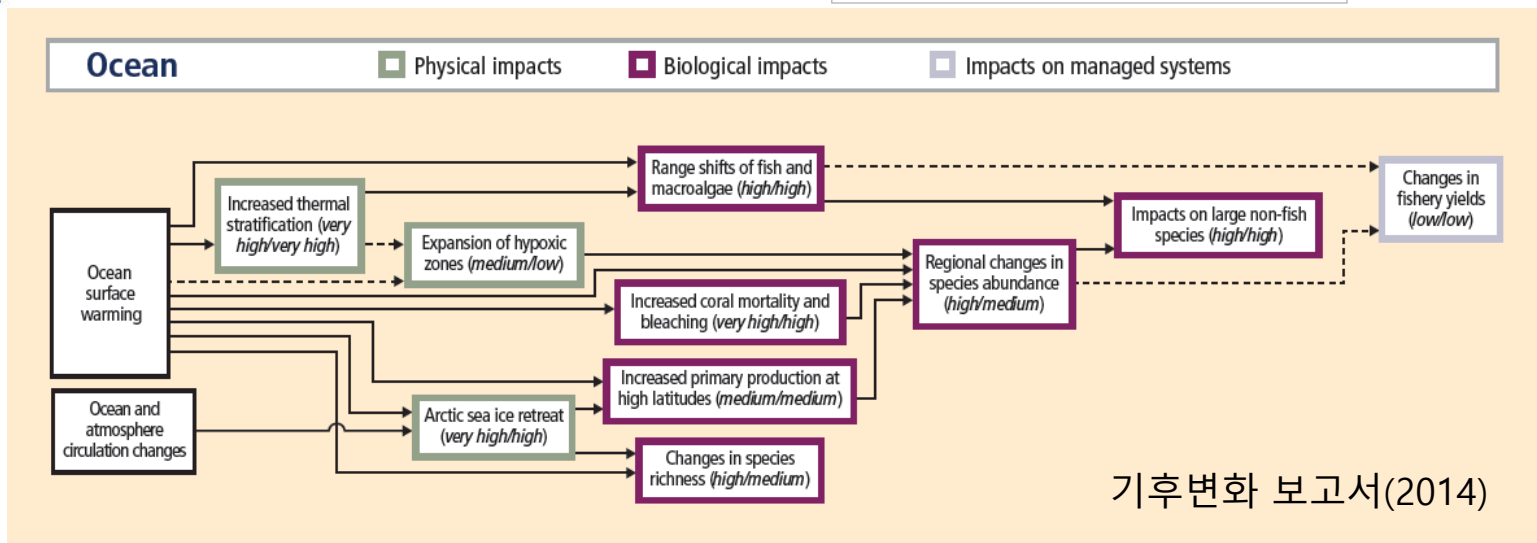 Ocean
Physical impacts
Biological impacts
Impacts on managed systems
Range shifts of fish and
macroalgae (high/high)
Changes in
fishery yields
(low/low)
Increased thermal
stratification (very
high/very high)
Impacts on large non-fish
species (high/high)
Expansion of hypoxic
zones (medium/low)
Regional changes in
species abundance
(high/medium)
Ocean
surface
warming
Increased coral mortality and
bleaching (very high/high)
Increased primary production at
high latitudes (medium/medium)
Ocean and
atmosphere
circulation changes
Arctic sea ice retreat
(very high/high)
Changes in species
richness (high/medium)
기후변화 보고서(2014)